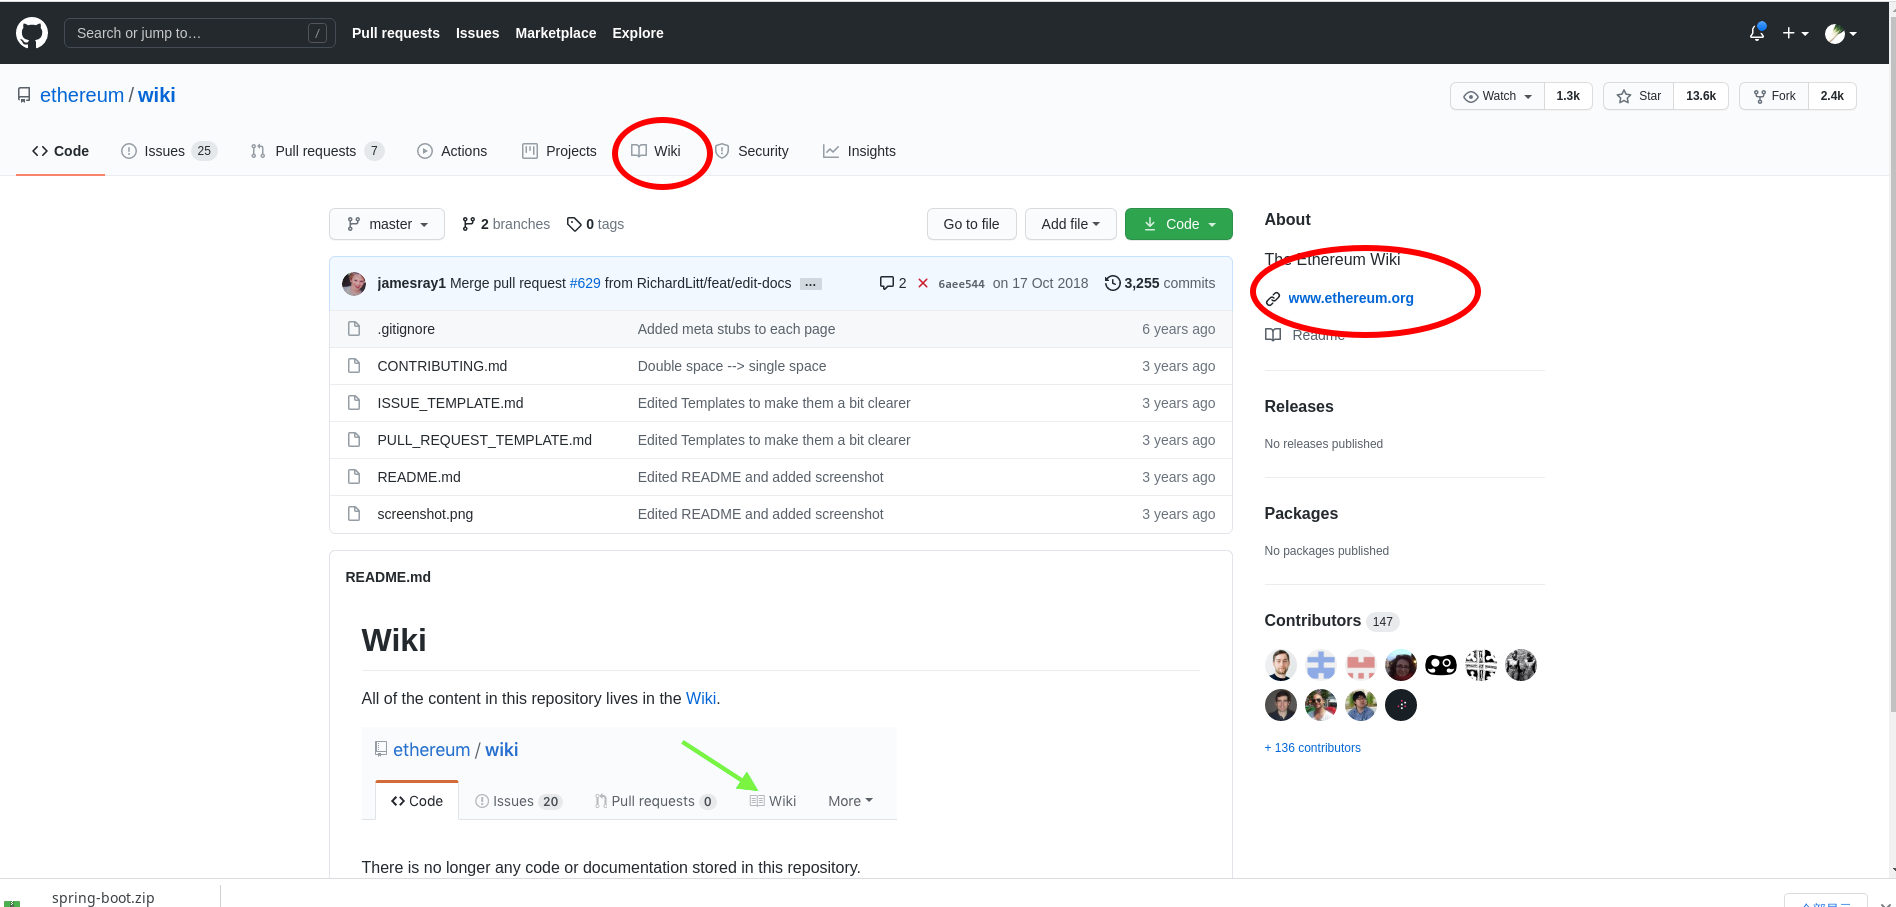 Search or jump to… / Pull requests Issues Marketplace Explore
ethereum / wiki Watch 1.3k Star 13.6k Fork 2.4k
Code Issues 25 Pull requests 7 Actions Projects Wiki Security Insights
master 2 branches 0 tags Go to file Add file Code
About
The Ethereum Wiki
www.ethereum.org
Readme
jamesray1 Merge pull request #629 from RichardLitt/feat/edit-docs … 2 6aee544 on 17 Oct 2018 3,255 commits
.gitignore Added meta stubs to each page 6 years ago
CONTRIBUTING.md Double space --> single space 3 years ago
ISSUE_TEMPLATE.md Edited Templates to make them a bit clearer 3 years ago
PULL_REQUEST_TEMPLATE.md Edited Templates to make them a bit clearer 3 years ago
README.md Edited README and added screenshot 3 years ago
screenshot.png Edited README and added screenshot 3 years ago
Releases
No releases published
Packages
No packages published
Contributors 147
+ 136 contributors
README.md
Wiki
All of the content in this repository lives in the Wiki.
ethereum / wiki
Code Issues 20 Pull requests 0 Wiki More
There is no longer any code or documentation stored in this repository.
spring-boot.zip